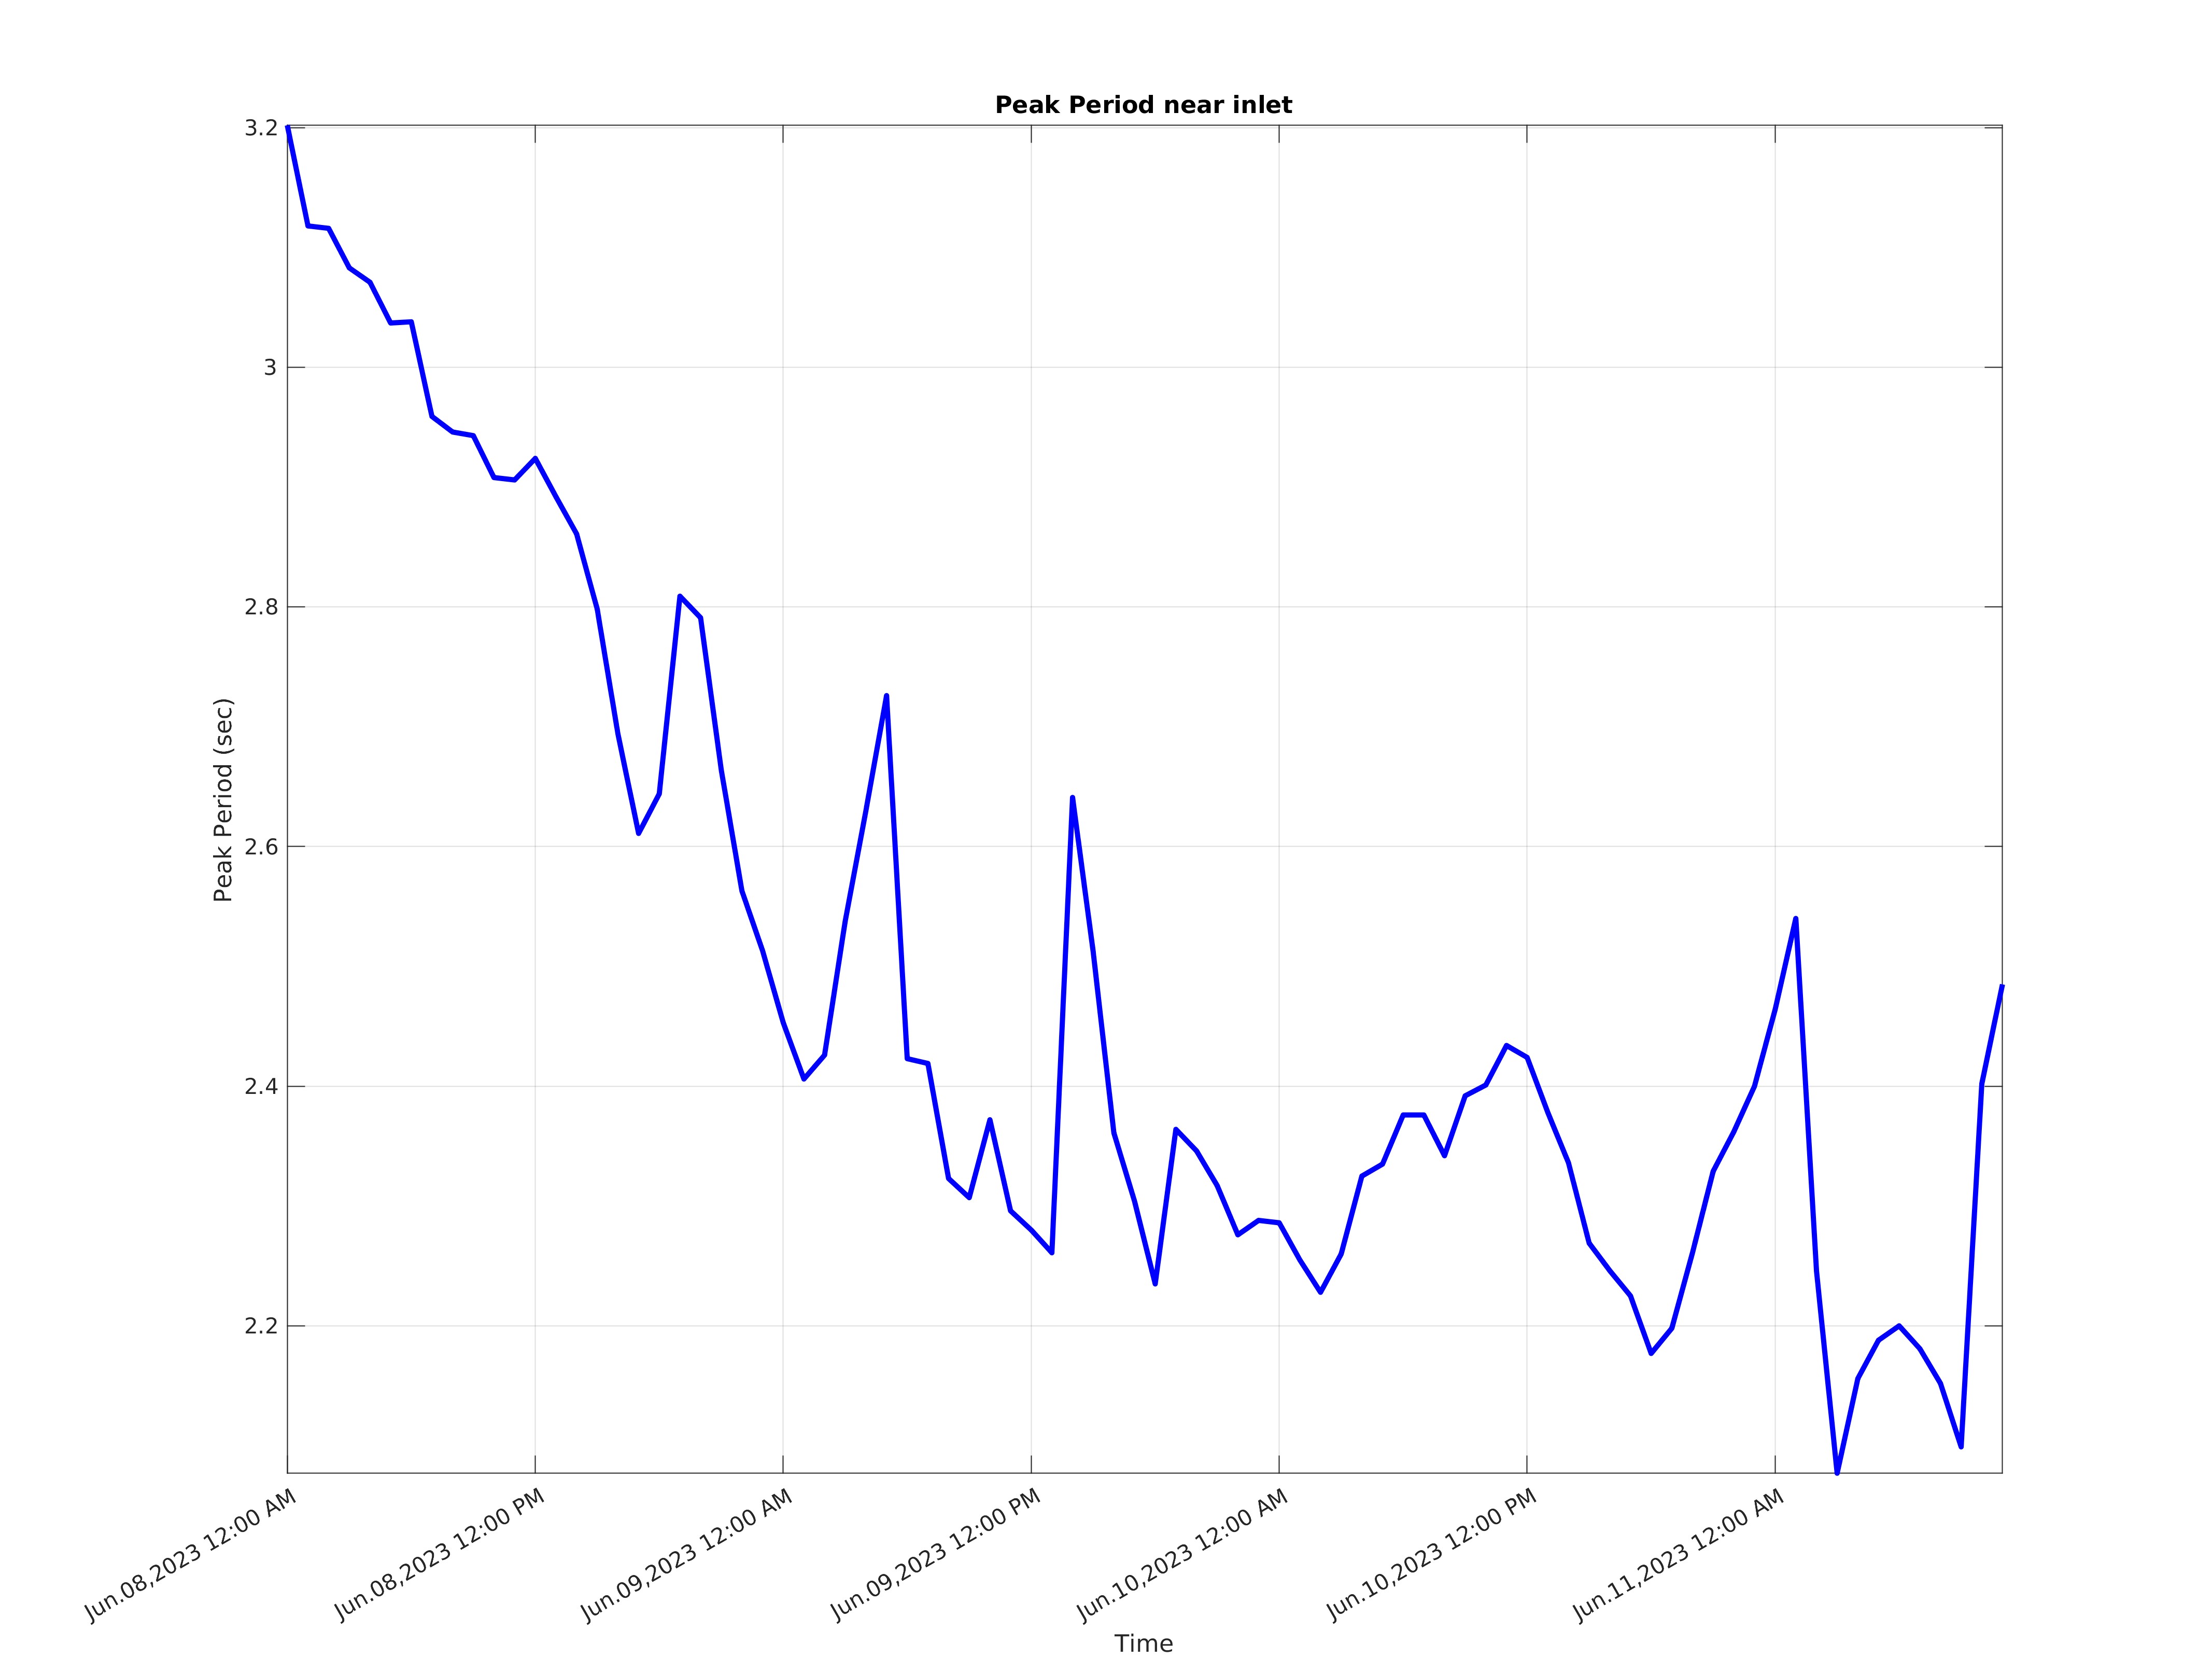 Peak Period near inlet
3.2
3
2.8
2.6
2.4
2.2
Peak Period (sec)
Jun.08,2023 12:00 AM
Jun.08,2023 12:00 PM
Jun.09,2023 12:00 AM
Jun.09,2023 12:00 PM
Jun.10,2023 12:00 AM
Jun.10,2023 12:00 PM
Jun.11,2023 12:00 AM
Time